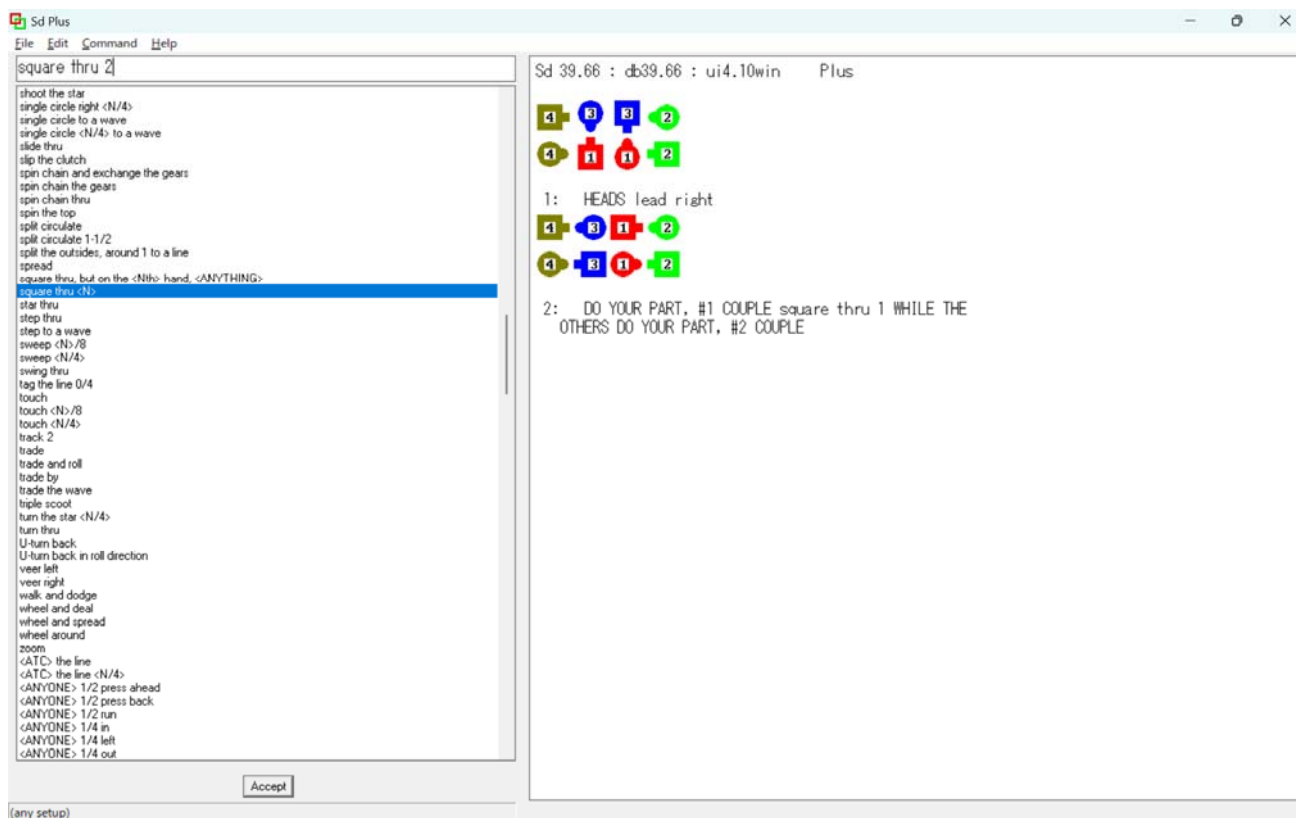 Sd Plus
File Edit Command Help
square thru 2
shoot the star
single circle right <N/4>
single circle to a wave
single circle <N/4> to a wave
slide thru
slip the clutch
spin chain and exchange the gears
spin chain the gears
spin chain thru
spin the top
split circulate
split circulate 1-1/2
split the outsides, around 1 to a line
spread
square thru, but on the <Nth> hand, <ANYTHING>
square thru <N>
star thru
step thru
step to a wave
sweep <N>/8
sweep <N/4>
swing thru
tag the line 0/4
touch
touch <N>/8
touch <N/4>
track 2
trade
trade and roll
trade by
trade the wave
triple scoot
turn the star <N/4>
turn thru
U-turn back
U-turn back in roll direction
veer left
veer right
walk and dodge
wheel and deal
wheel and spread
wheel around
zoom
<ATC> the line
<ATC> the line <N/4>
<ANYONE> 1/2 press ahead
<ANYONE> 1/2 press back
<ANYONE> 1/2 run
<ANYONE> 1/4 in
<ANYONE> 1/4 left
<ANYONE> 1/4 out
Accept
(any setup)
Sd 39.66 : db39.66 : ui4.10win Plus
4 3 3 2
4 1 1 2
1: HEADS lead right
4 3 1 2
4 3 1 2
2: DO YOUR PART, #1 COUPLE square thru 1 WHILE THE
OTHERS DO YOUR PART, #2 COUPLE